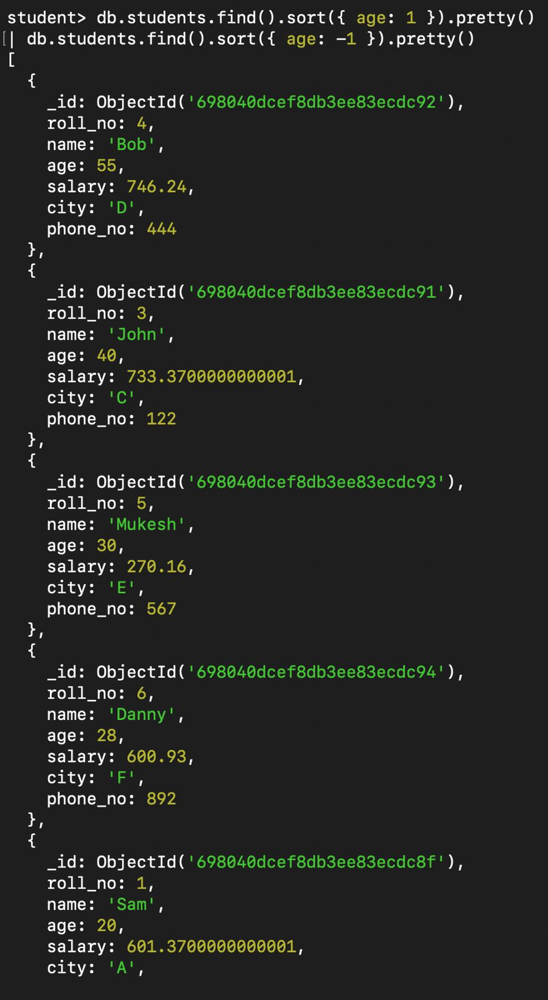 student> db.students.find().sort({ age: 1 }).pretty()
| db.students.find().sort({ age: -1 }).pretty()
[
  {
    _id: ObjectId('698040dcef8db3ee83ecdc92'),
    roll_no: 4,
    name: 'Bob',
    age: 55,
    salary: 746.24,
    city: 'D',
    phone_no: 444
  },
  {
    _id: ObjectId('698040dcef8db3ee83ecdc91'),
    roll_no: 3,
    name: 'John',
    age: 40,
    salary: 733.3700000000001,
    city: 'C',
    phone_no: 122
  },
  {
    _id: ObjectId('698040dcef8db3ee83ecdc93'),
    roll_no: 5,
    name: 'Mukesh',
    age: 30,
    salary: 270.16,
    city: 'E',
    phone_no: 567
  },
  {
    _id: ObjectId('698040dcef8db3ee83ecdc94'),
    roll_no: 6,
    name: 'Danny',
    age: 28,
    salary: 600.93,
    city: 'F',
    phone_no: 892
  },
  {
    _id: ObjectId('698040dcef8db3ee83ecdc8f'),
    roll_no: 1,
    name: 'Sam',
    age: 20,
    salary: 601.3700000000001,
    city: 'A',